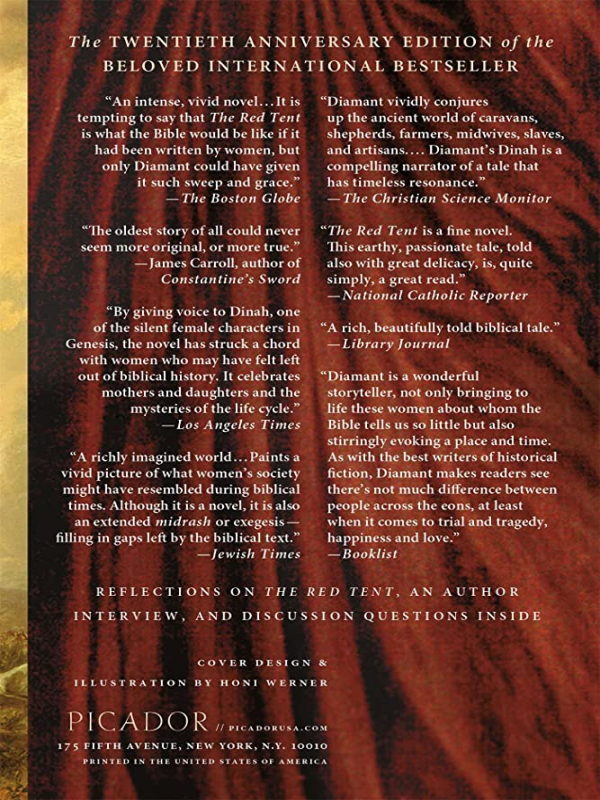 The TWENTIETH ANNIVERSARY EDITION of the
BELOVED INTERNATIONAL BESTSELLER
“An intense, vivid novel…It is
tempting to say that The Red Tent
is what the Bible would be like if it
had been written by women, but
only Diamant could have given
it such sweep and grace.”
—The Boston Globe
“The oldest story of all could never
seem more original, or more true.”
—James Carroll, author of
Constantine’s Sword
“By giving voice to Dinah, one
of the silent female characters in
Genesis, the novel has struck a chord
with women who may have felt left
out of biblical history. It celebrates
mothers and daughters and the
mysteries of the life cycle.”
—Los Angeles Times
“A richly imagined world…Paints a
vivid picture of what women’s society
might have resembled during biblical
times. Although it is a novel, it is also
an extended midrash or exegesis—
filling in gaps left by the biblical text.”
—Jewish Times
“Diamant vividly conjures
up the ancient world of caravans,
shepherds, farmers, midwives, slaves,
and artisans.… Diamant’s Dinah is a
compelling narrator of a tale that
has timeless resonance.”
—The Christian Science Monitor
“The Red Tent is a fine novel.
This earthy, passionate tale, told
also with great delicacy, is, quite
simply, a great read.”
—National Catholic Reporter
“A rich, beautifully told biblical tale.”
—Library Journal
“Diamant is a wonderful
storyteller, not only bringing to
life these women about whom the
Bible tells us so little but also
stirringly evoking a place and time.
As with the best writers of historical
fiction, Diamant makes readers see
there’s not much difference between
people across the eons, at least
when it comes to trial and tragedy,
happiness and love.”
—Booklist
REFLECTIONS ON THE RED TENT, AN AUTHOR
INTERVIEW, AND DISCUSSION QUESTIONS INSIDE
COVER DESIGN &
ILLUSTRATION BY HONI WERNER
PICADOR // PICADORUSA.COM
175 FIFTH AVENUE, NEW YORK, N.Y. 10010
PRINTED IN THE UNITED STATES OF AMERICA